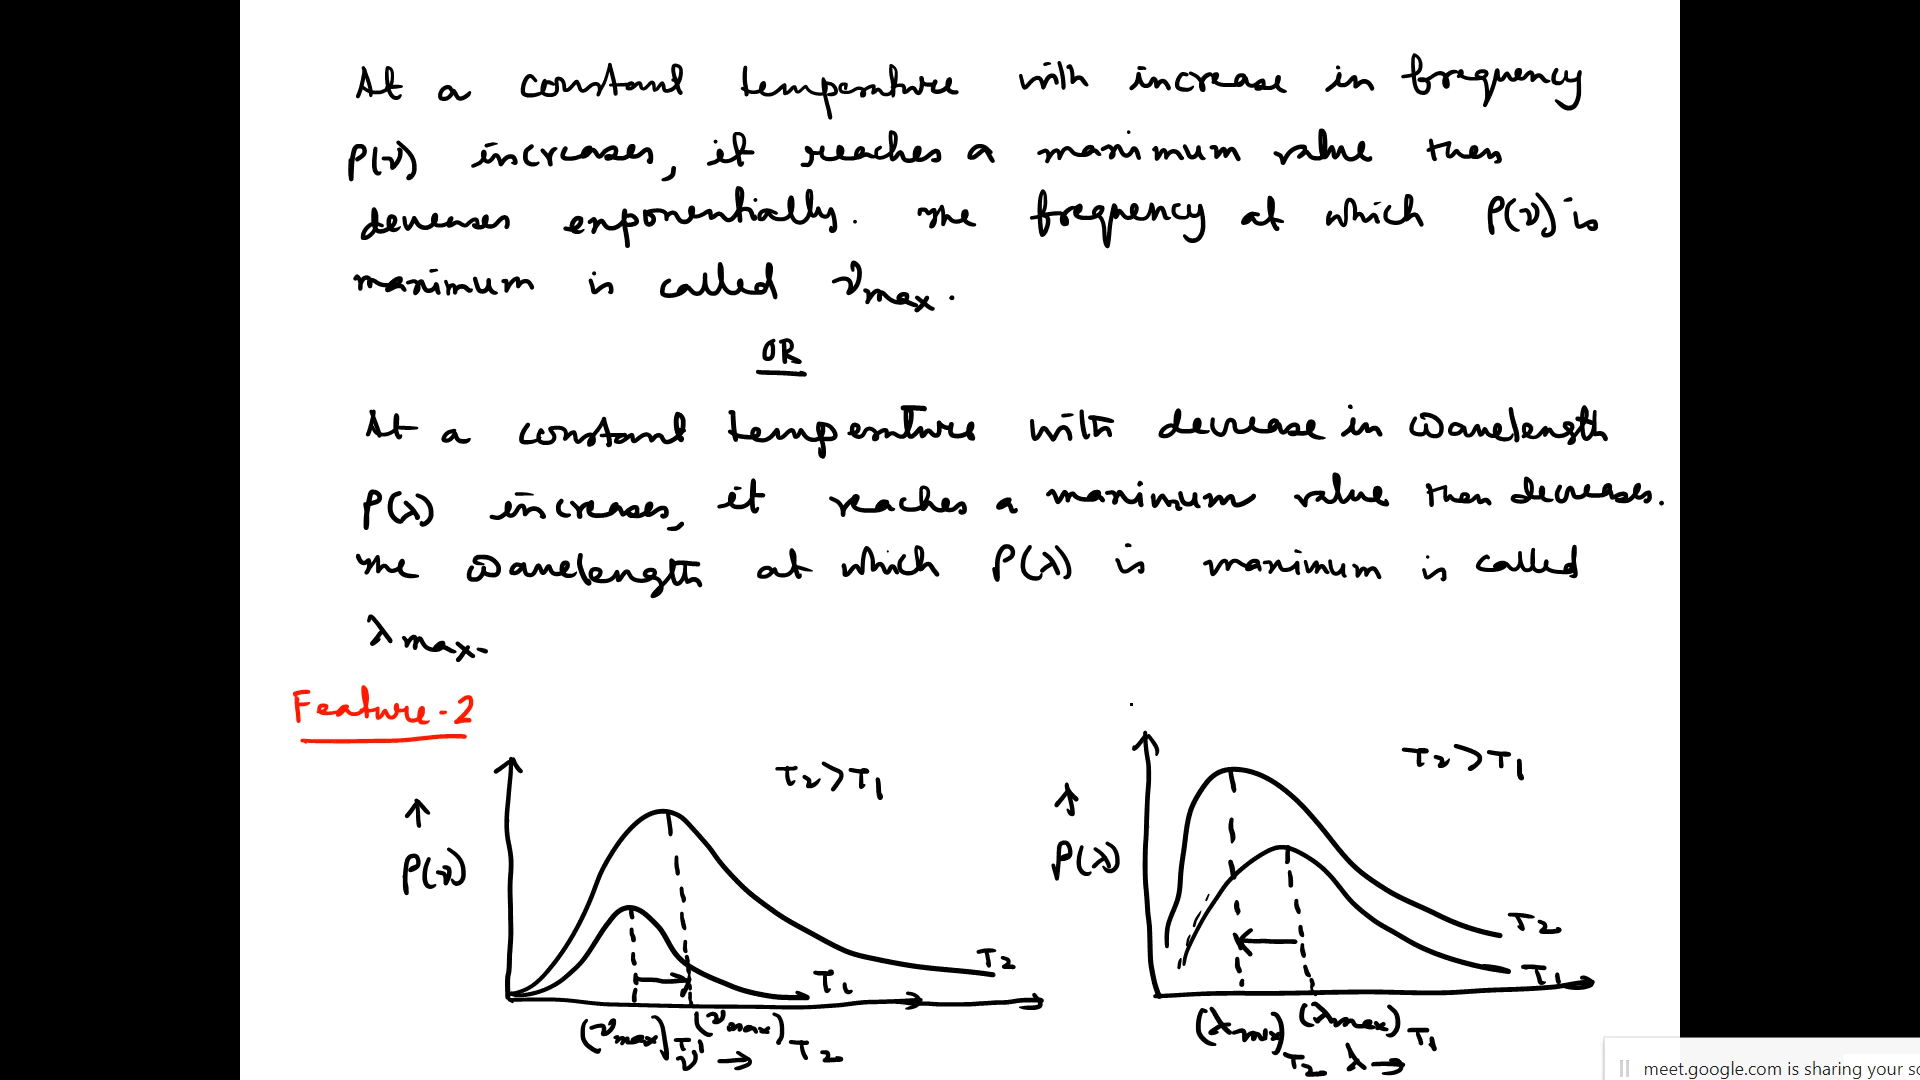 At a constant temperature with increase in frequency
P(ν) increases, it reaches a maximum value then
decreases exponentially. The frequency at which P(ν) is
maximum is called νmax.
OR
At a constant temperature with decrease in wavelength
P(λ) increases, it reaches a maximum value then decreases.
The wavelength at which P(λ) is maximum is called
λmax.
Feature-2
T2>T1
↑
P(ν)
T2
T1
(νmax)T1 (νmax)T2
ν →
T2>T1
↑
P(λ)
T2
T1
(λmax)T2 (λmax)T1
λ →
meet.google.com is sharing your sc